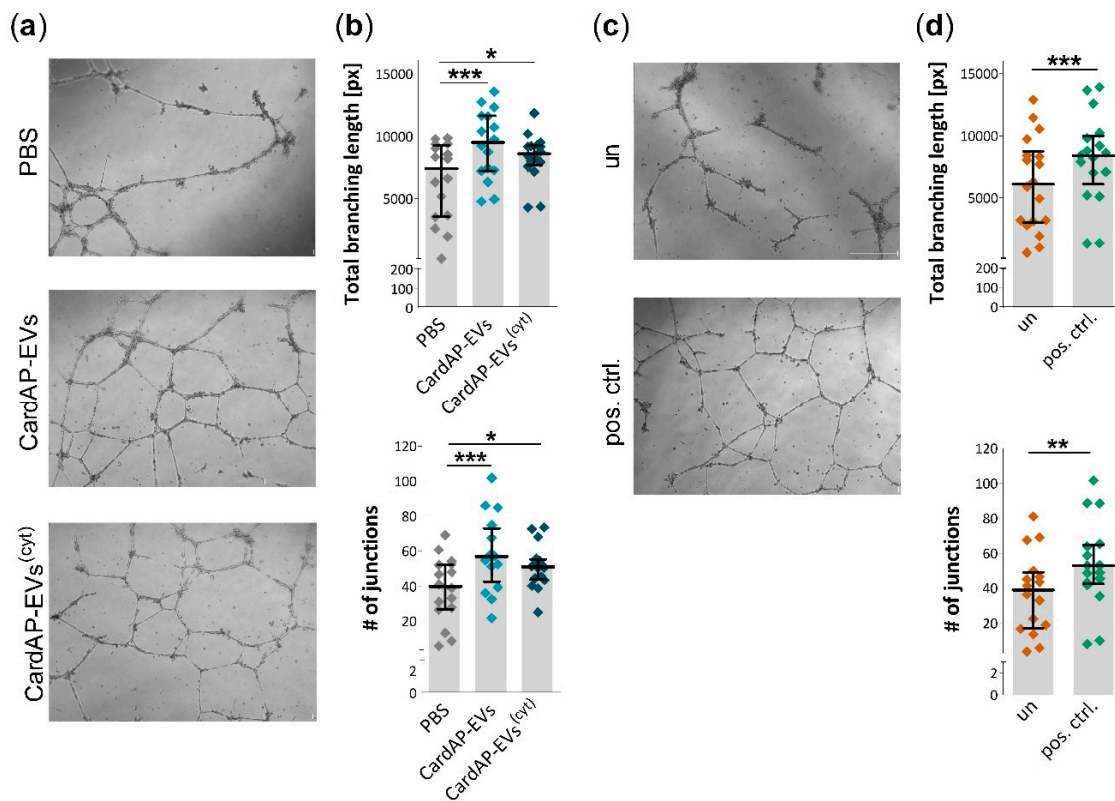 (a)
PBS
CardAP-EVs
CardAP-EVs(cyt)
(b)
Total branching length [px]
15000
10000
5000
200
100
0
***
*
PBS
CardAP-EVs
CardAP-EVs(cyt)
# of junctions
120
100
80
60
40
20
2
0
***
*
PBS
CardAP-EVs
CardAP-EVs(cyt)
(c)
un
pos. ctrl.
(d)
Total branching length [px]
15000
10000
5000
200
100
0
***
un
pos. ctrl.
# of junctions
120
100
80
60
40
20
2
0
**
un
pos. ctrl.